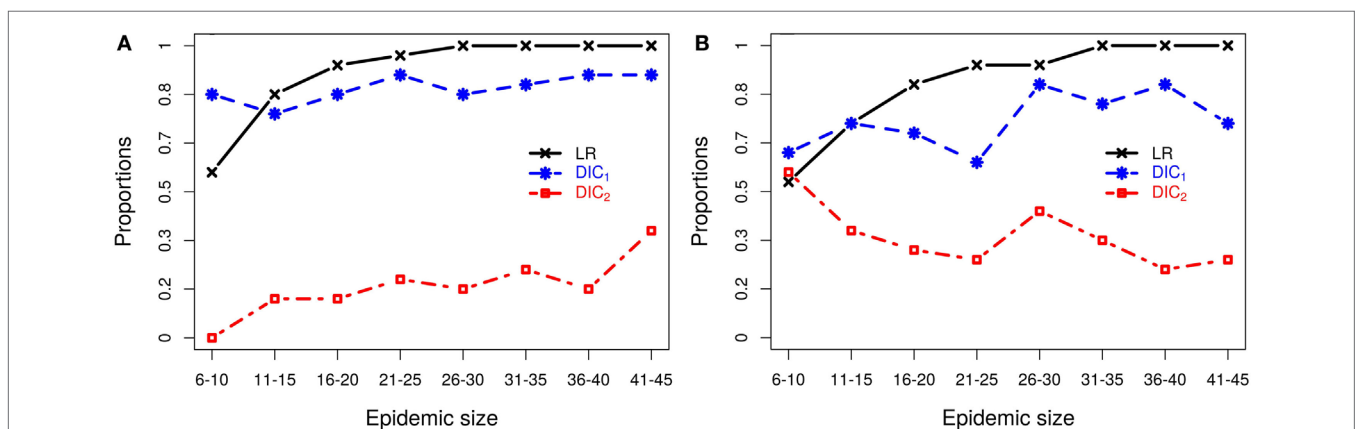 A
Proportions
1
0.8
0.7
0.5
0.3
0.2
0
LR
DIC₁
DIC₂
6-10 11-15 16-20 21-25 26-30 31-35 36-40 41-45
Epidemic size
B
Proportions
1
0.8
0.7
0.5
0.3
0.2
0
LR
DIC₁
DIC₂
6-10 11-15 16-20 21-25 26-30 31-35 36-40 41-45
Epidemic size